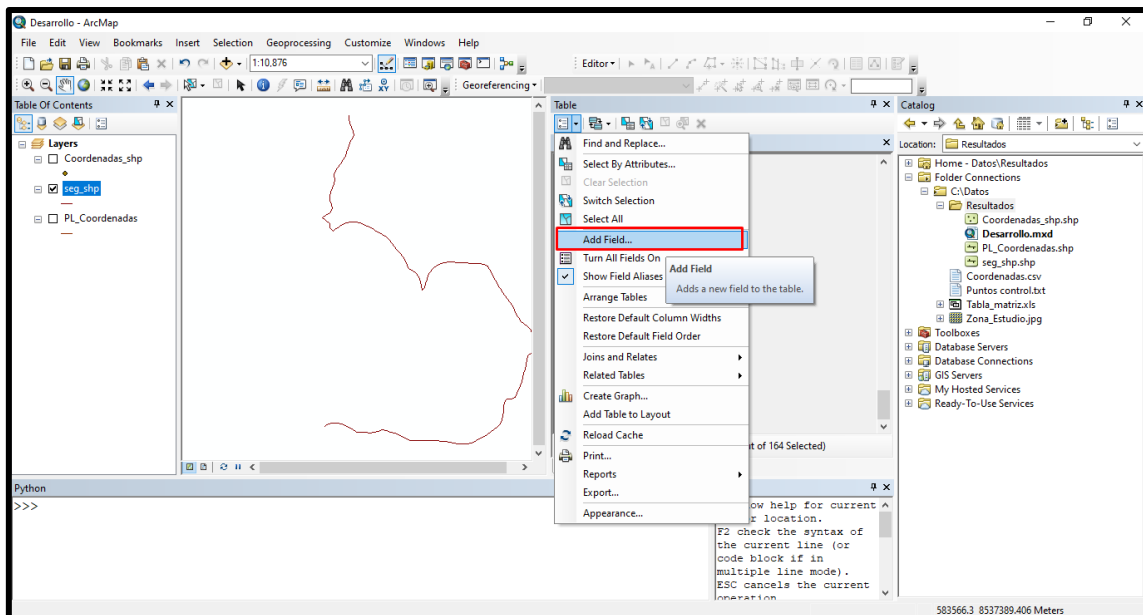 Desarrollo - ArcMap
File Edit View Bookmarks Insert Selection Geoprocessing Customize Windows Help
1:10,876
Editor
Georeferencing
Table Of Contents
Layers
Coordenadas_shp
seg_shp
PL_Coordenadas
Table
Find and Replace...
Select By Attributes...
Clear Selection
Switch Selection
Select All
Add Field...
Turn All Fields On
Show Field Aliases
Arrange Tables
Restore Default Column Widths
Restore Default Field Order
Joins and Relates
Related Tables
Create Graph...
Add Table to Layout
Reload Cache
Print...
Reports
Export...
Appearance...
Add Field
Adds a new field to the table.
t of 164 Selected)
Catalog
Location: Resultados
Home - Datos\Resultados
Folder Connections
C:\Datos
Resultados
Coordenadas_shp.shp
Desarrollo.mxd
PL_Coordenadas.shp
seg_shp.shp
Coordenadas.csv
Puntos control.txt
Tabla_matriz.xls
Zona_Estudio.jpg
Toolboxes
Database Servers
Database Connections
GIS Servers
My Hosted Services
Ready-To-Use Services
Python
>>>
ow help for current
r location.
F2 check the syntax of
the current line (or
code block if in
multiple line mode).
ESC cancels the current
operation
583566.3 8537389.406 Meters